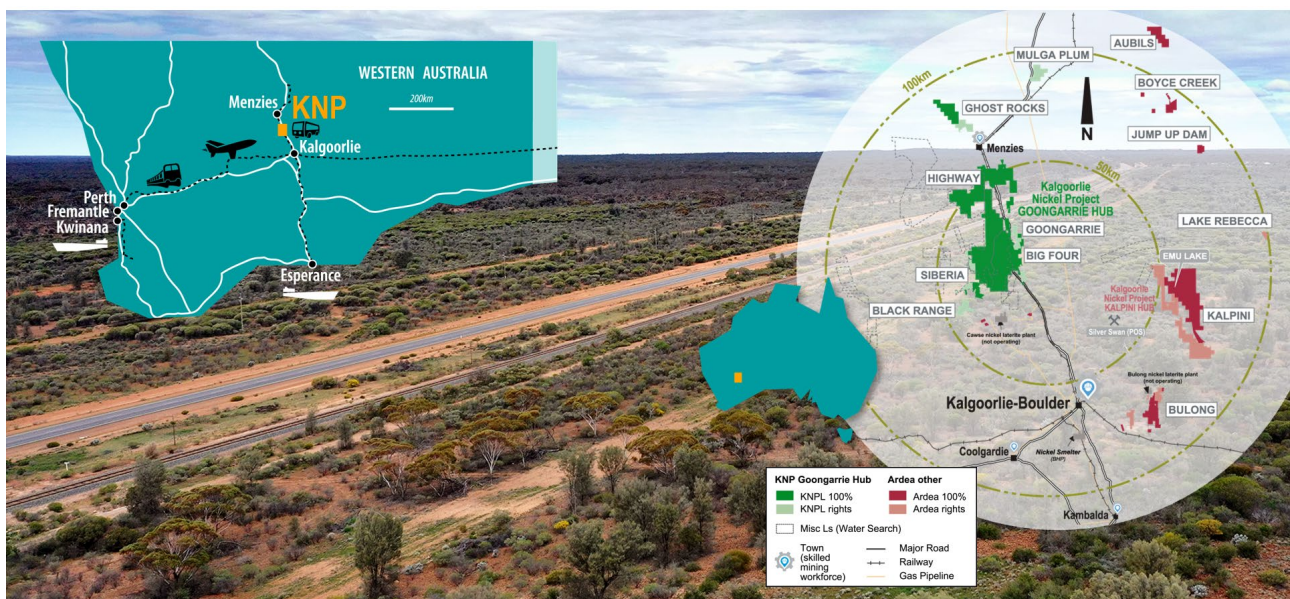 WESTERN AUSTRALIA
200km
Menzies
KNP
Kalgoorlie
Perth
Fremantle
Kwinana
Esperance
AUBILS
MULGA PLUM
100km
BOYCE CREEK
GHOST ROCKS
N
JUMP UP DAM
Menzies
50km
HIGHWAY
Kalgoorlie
Nickel Project
GOONGARRIE HUB
LAKE REBECCA
GOONGARRIE
BIG FOUR
EMU LAKE
SIBERIA
Kalgoorlie
Nickel Project
KALPINI HUB
BLACK RANGE
KALPINI
Silver Swan (POS)
Cawse nickel laterite plant
(not operating)
Bulong nickel laterite plant
(not operating)
Kalgoorlie-Boulder
BULONG
Coolgardie
Nickel Smelter
(BHP)
Kambalda
KNP Goongarrie Hub
KNPL 100%
KNPL rights
Ardea other
Ardea 100%
Ardea rights
Misc Ls (Water Search)
Town
(skilled
mining
workforce)
Major Road
Railway
Gas Pipeline